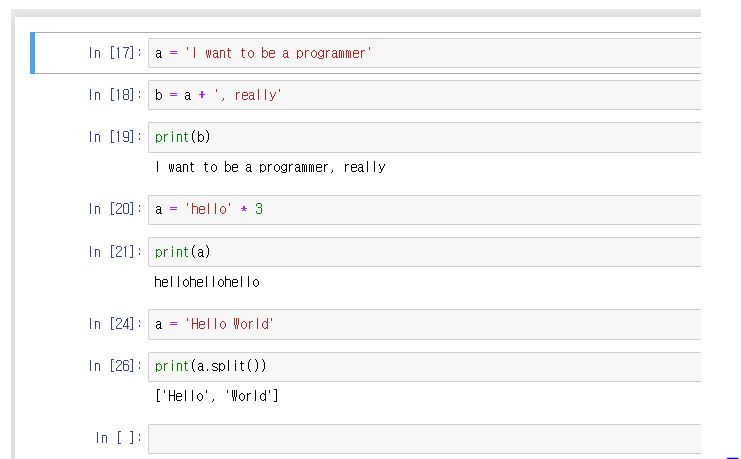 In [17]: a = 'I want to be a programmer'
In [18]: b = a + ', really'
In [19]: print(b)
I want to be a programmer, really
In [20]: a = 'hello' * 3
In [21]: print(a)
hellohellohello
In [24]: a = 'Hello World'
In [26]: print(a.split())
['Hello', 'World']
In [ ]: